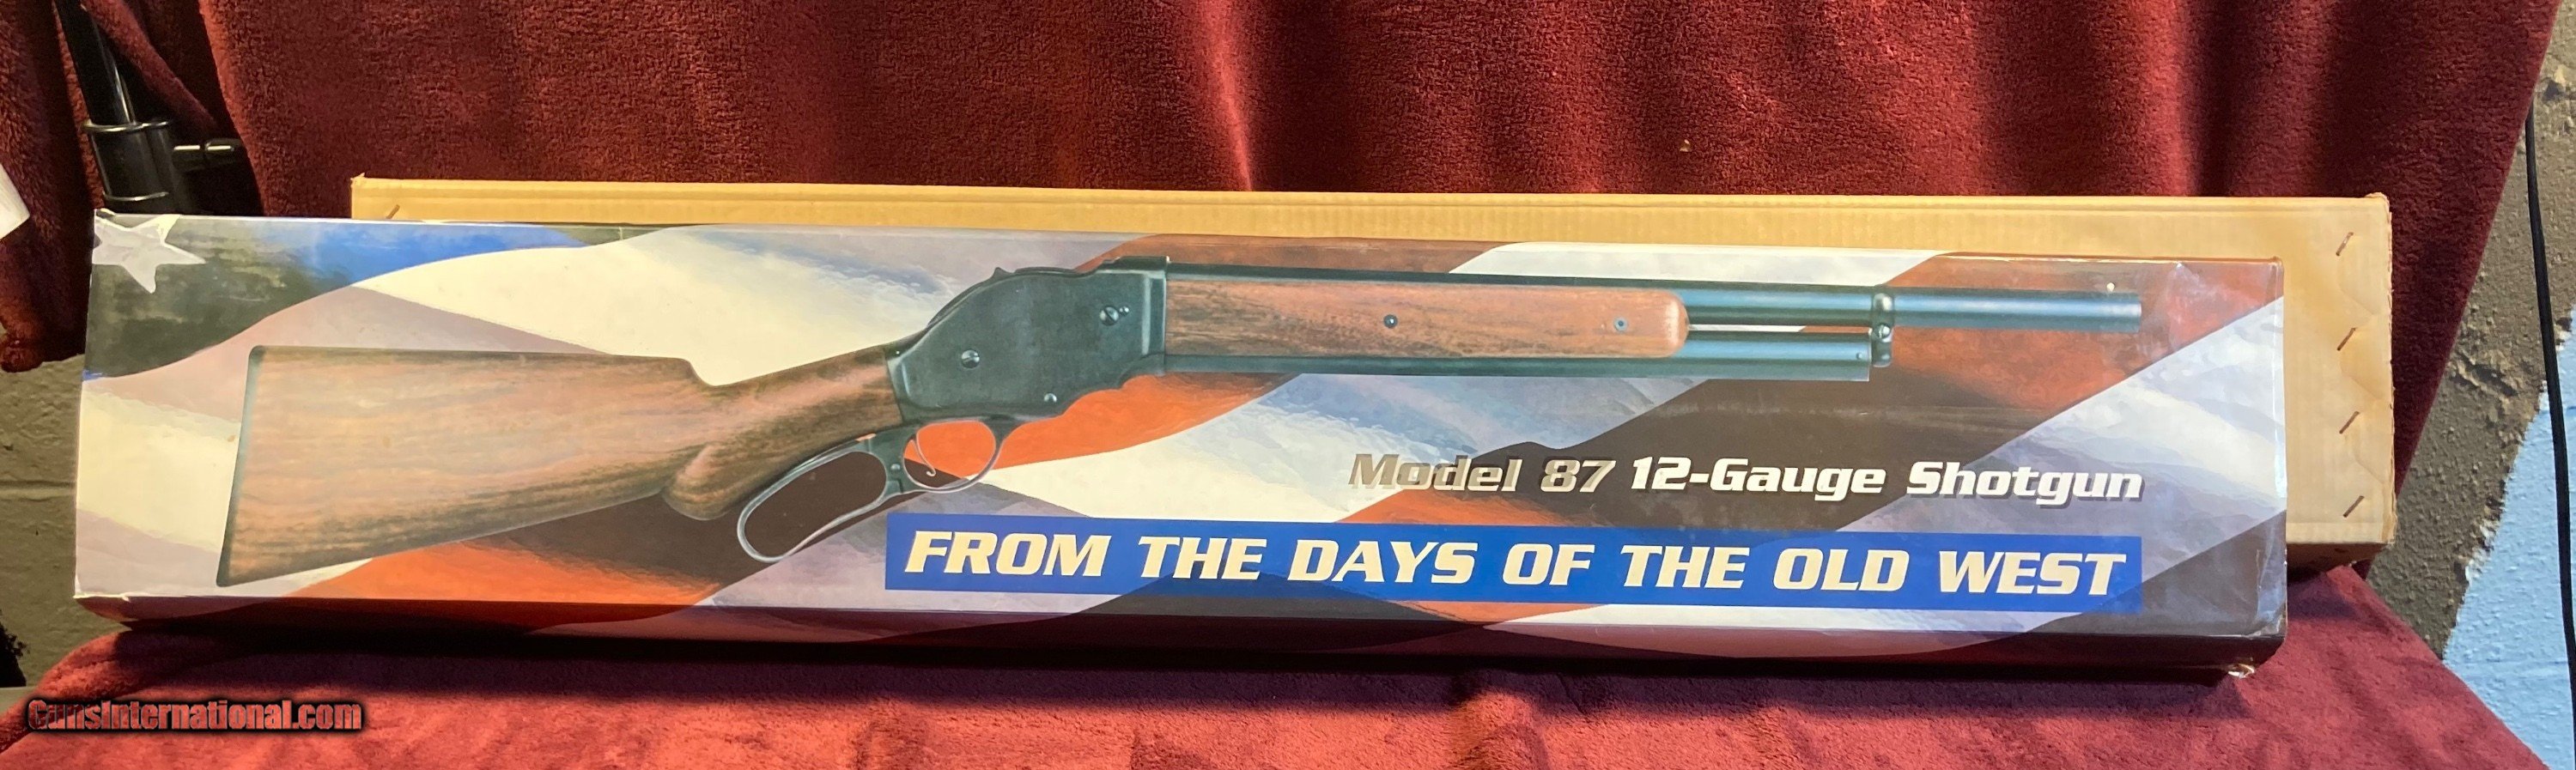 Model 87 12-Gauge Shotgun
FROM THE DAYS OF THE OLD WEST
GunsInternational.com